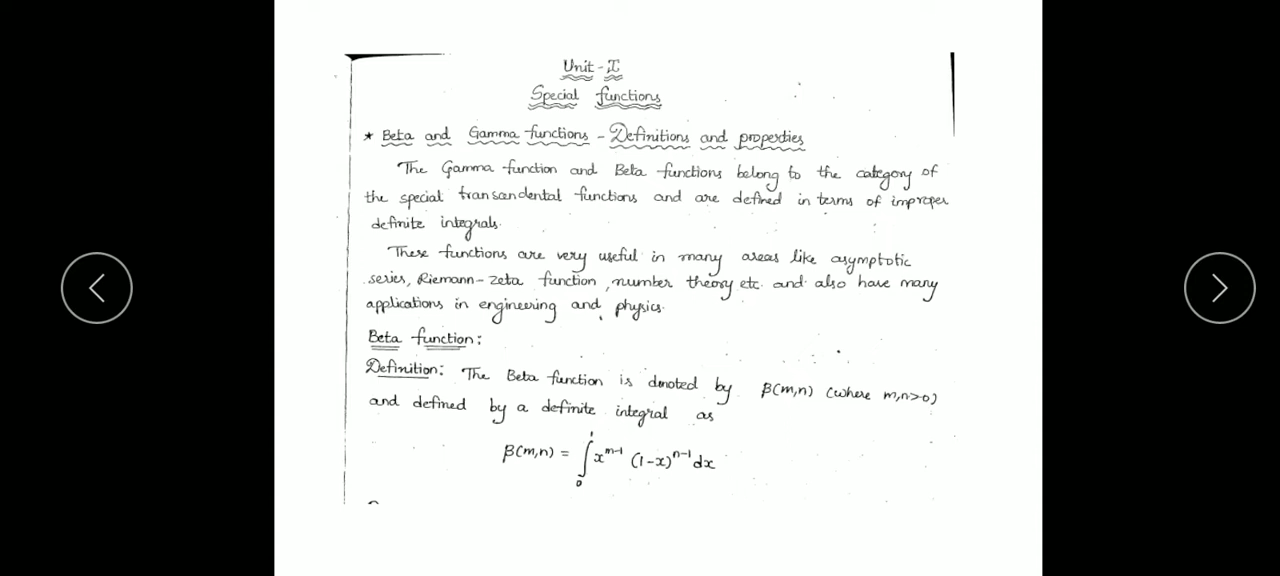 Unit - I
Special functions
* Beta and Gamma functions - Definitions and properties
The Gamma function and Beta functions belong to the category of
the special transandental functions and are defined in terms of improper
definite integrals.
These functions are very useful in many areas like asymptotic
series, Riemann-zeta function, number theory etc. and also have many
applications in engineering and physics.
Beta function:
Definition: The Beta function is denoted by β(m,n) (where m,n>0)
and defined by a definite integral as
β(m,n) = ∫₀¹ x^(m-1) (1-x)^(n-1) dx